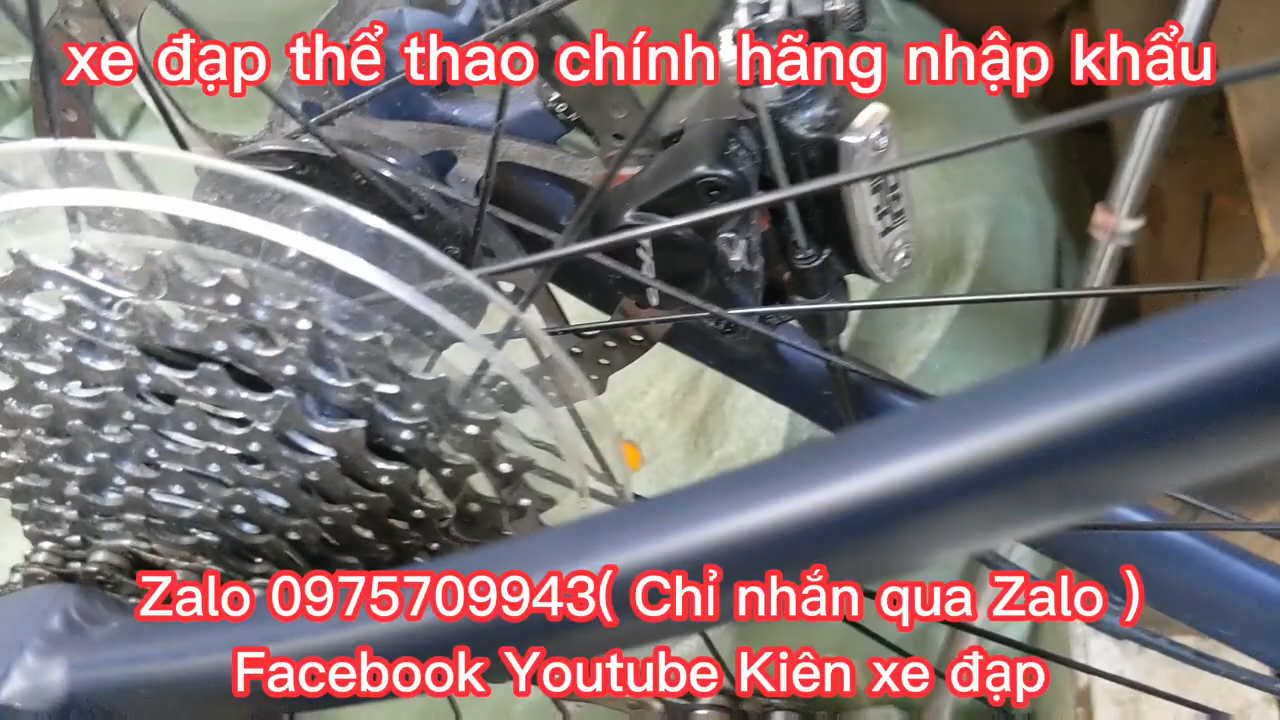 xe đạp thể thao chính hãng nhập khẩu
Zalo 0975709943( Chỉ nhắn qua Zalo )
Facebook Youtube Kiên xe đạp